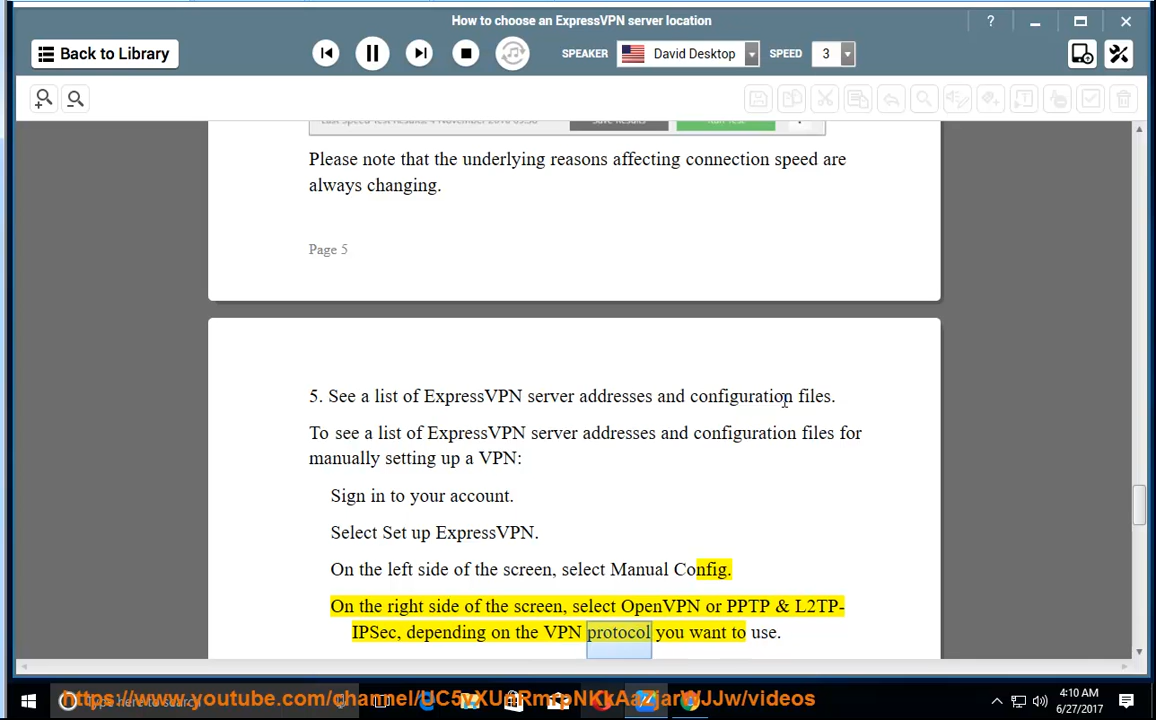 How to choose an ExpressVPN server location
?
Back to Library
SPEAKER David Desktop SPEED 3
Please note that the underlying reasons affecting connection speed are
always changing.
Page 5
5. See a list of ExpressVPN server addresses and configuration files.
To see a list of ExpressVPN server addresses and configuration files for
manually setting up a VPN:
Sign in to your account.
Select Set up ExpressVPN.
On the left side of the screen, select Manual Config.
On the right side of the screen, select OpenVPN or PPTP & L2TP-
IPSec, depending on the VPN protocol you want to use.
4:10 AM
6/27/2017